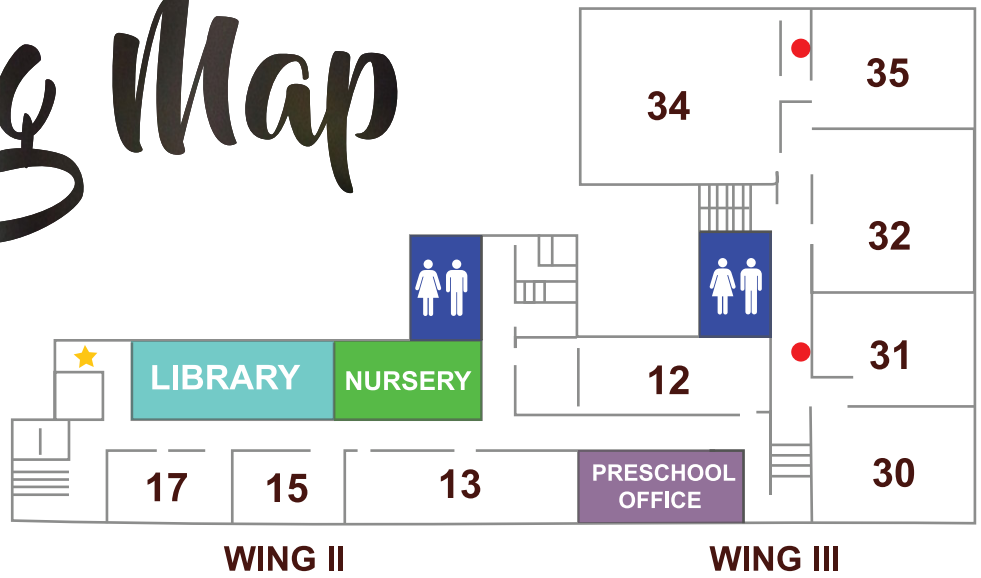 g Map
34
35
32
31
30
12
LIBRARY
NURSERY
17
15
13
PRESCHOOL
OFFICE
WING II
WING III